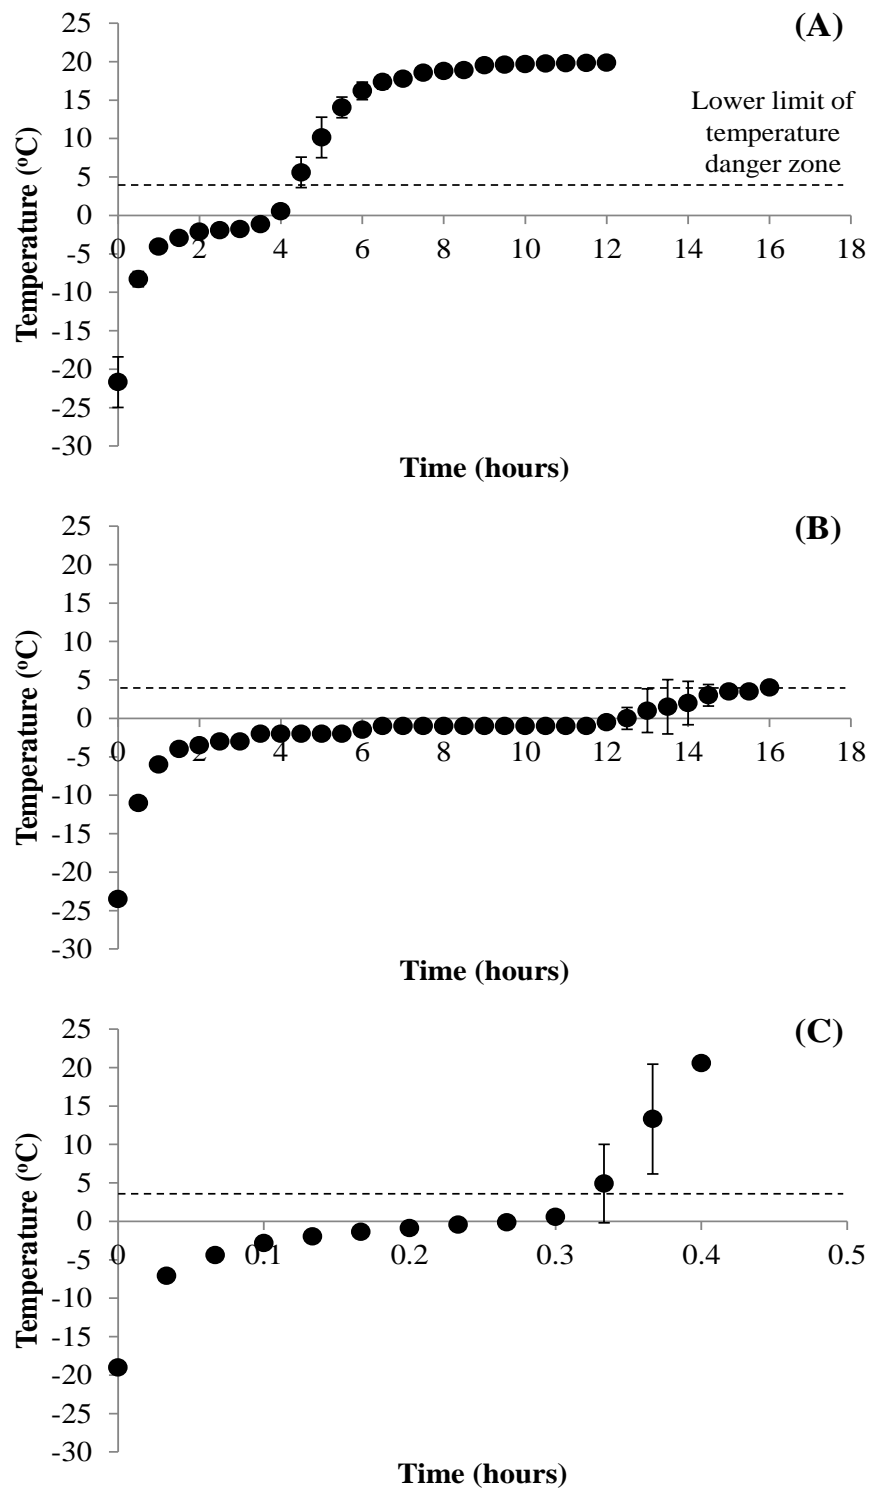 (A)
25
20
15
10
5
0
-5
-10
-15
-20
-25
-30
0 2 4 6 8 10 12 14 16 18
Temperature (ºC)
Time (hours)
Lower limit of
temperature
danger zone
(B)
25
20
15
10
5
0
-5
-10
-15
-20
-25
-30
0 2 4 6 8 10 12 14 16 18
Temperature (ºC)
Time (hours)
(C)
25
20
15
10
5
0
-5
-10
-15
-20
-25
-30
0 0.1 0.2 0.3 0.4 0.5
Temperature (ºC)
Time (hours)